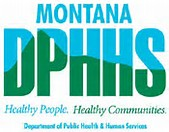 MONTANA
DPHHS
Healthy People. Healthy Communities.
Department of Public Health & Human Services